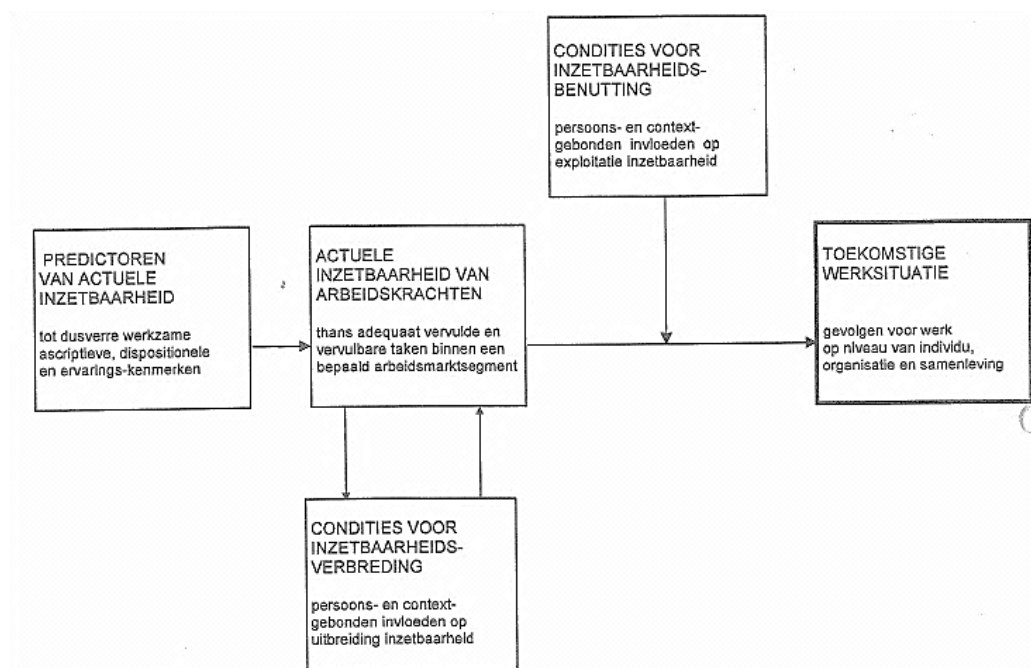 CONDITIES VOOR
INZETBAARHEIDS-
BENUTTING
persoons- en context-
gebonden invloeden op
exploitatie inzetbaarheid
PREDICTOREN
VAN ACTUELE
INZETBAARHEID
tot dusverre werkzame
ascriptieve, dispositionele
en ervarings-kenmerken
ACTUELE
INZETBAARHEID VAN
ARBEIDSKRACHTEN
thans adequaat vervulde en
vervulbare taken binnen een
bepaald arbeidsmarktsegment
TOEKOMSTIGE
WERKSITUATIE
gevolgen voor werk
op niveau van individu,
organisatie en samenleving
CONDITIES VOOR
INZETBAARHEIDS-
VERBREDING
persoons- en context-
gebonden invloeden op
uitbreiding inzetbaarheid